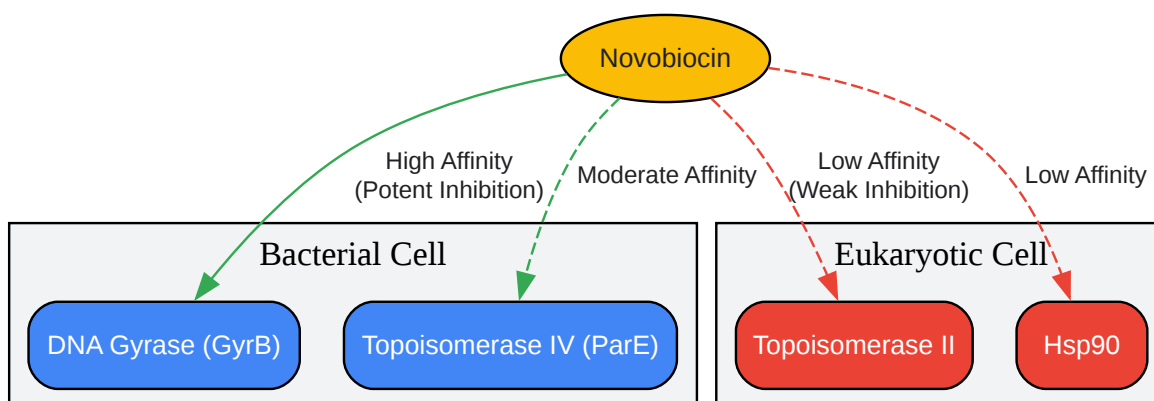 Novobiocin
High Affinity
(Potent Inhibition)
Moderate Affinity
Low Affinity
(Weak Inhibition)
Low Affinity
Bacterial Cell
Eukaryotic Cell
DNA Gyrase (GyrB)
Topoisomerase IV (ParE)
Topoisomerase II
Hsp90